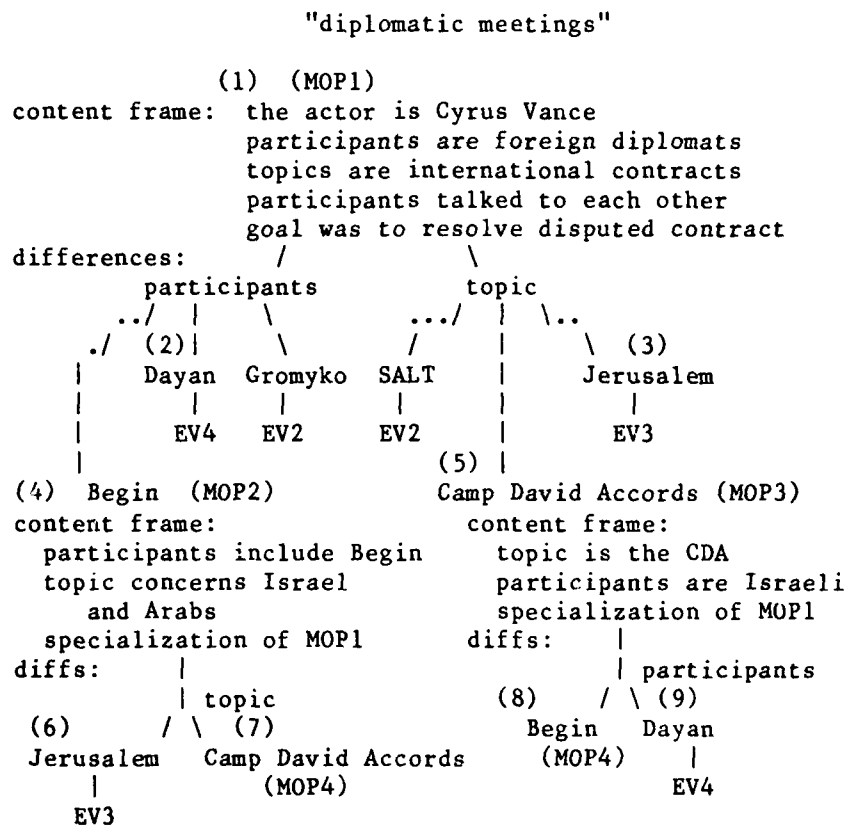 "diplomatic meetings"
(1) (MOP1)
content frame: the actor is Cyrus Vance
participants are foreign diplomats
topics are international contracts
participants talked to each other
goal was to resolve disputed contract
differences: / \
participants topic
../ | \ .../ | \..
./ (2)| \ / | \ (3)
| Dayan Gromyko SALT | Jerusalem
| | | | | |
| EV4 EV2 EV2 | EV3
| (5) |
(4) Begin (MOP2) Camp David Accords (MOP3)
content frame: content frame:
participants include Begin topic is the CDA
topic concerns Israel participants are Israeli
and Arabs specialization of MOP1
specialization of MOP1 diffs: |
diffs: | | participants
| topic (8) / \ (9)
(6) / \ (7) Begin Dayan
Jerusalem Camp David Accords (MOP4) |
| (MOP4) EV4
EV3